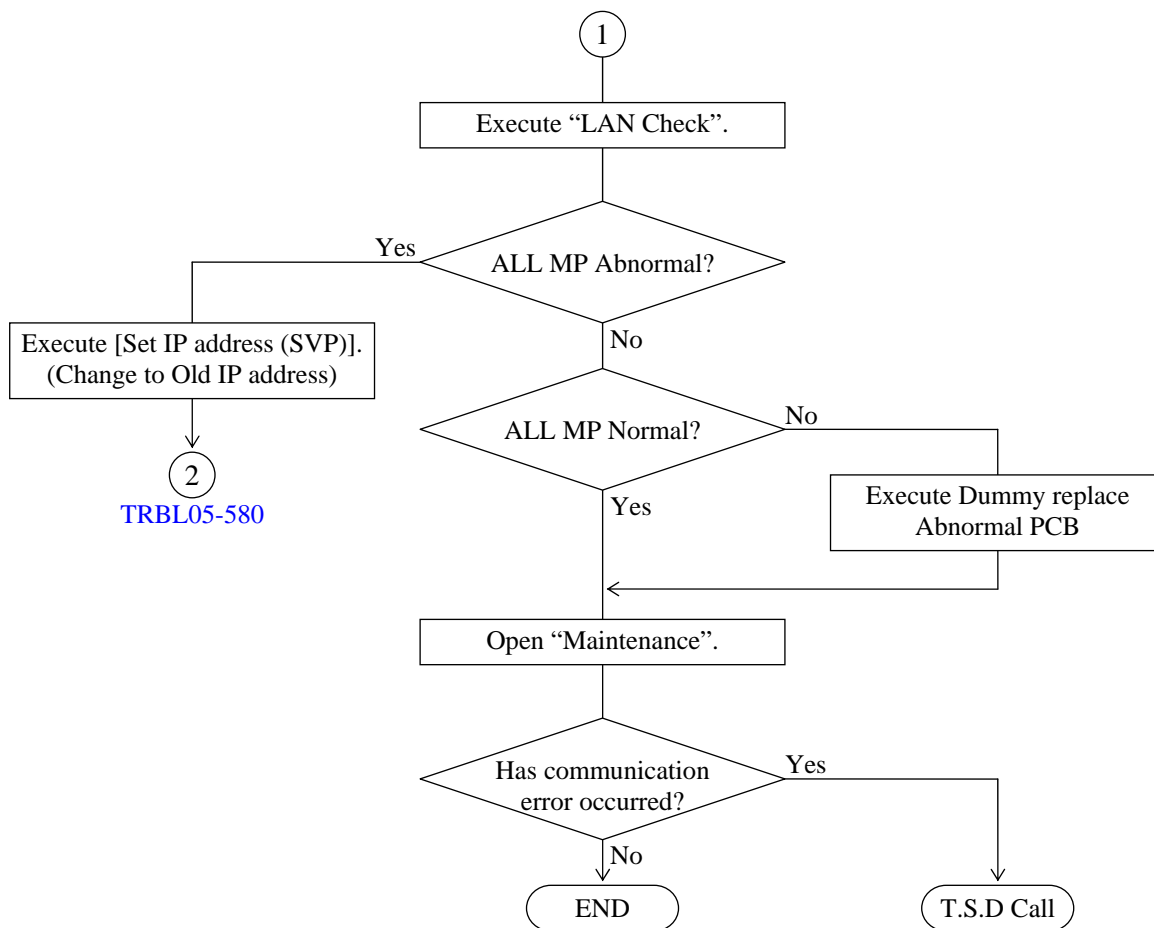 1
Execute “LAN Check”.
ALL MP Abnormal?
Yes
No
Execute [Set IP address (SVP)].
(Change to Old IP address)
2
TRBL05-580
ALL MP Normal?
No
Yes
Execute Dummy replace
Abnormal PCB
Open “Maintenance”.
Has communication
error occurred?
Yes
No
END
T.S.D Call